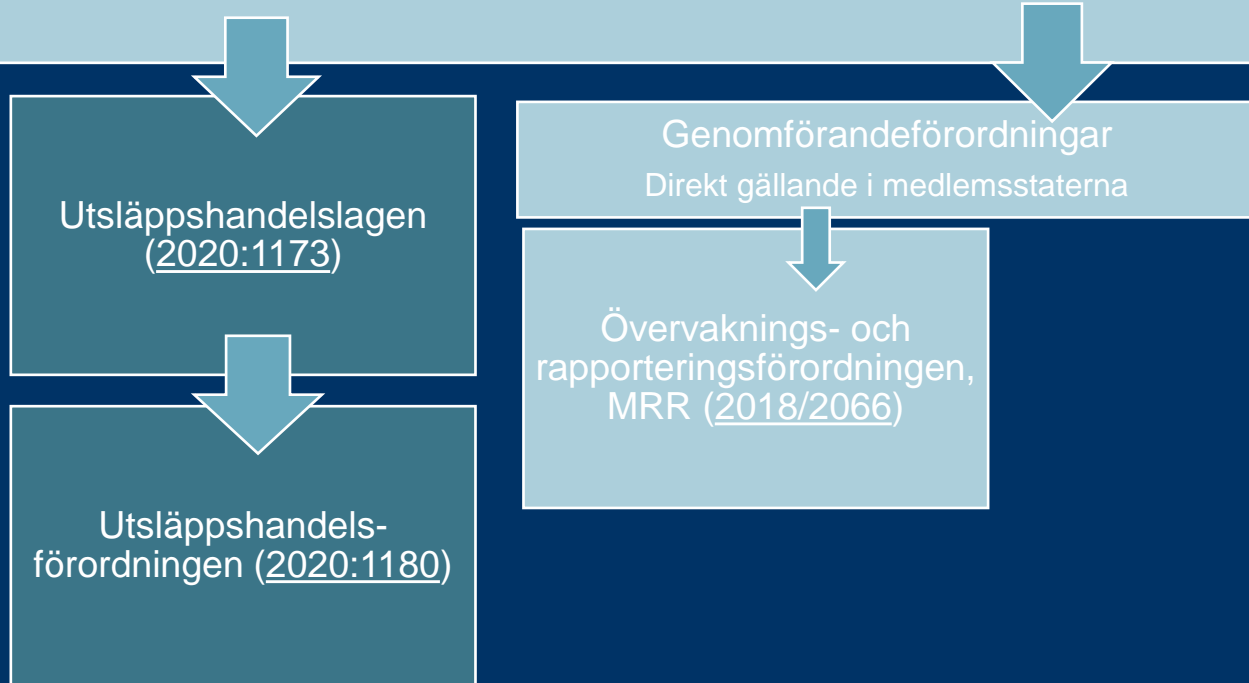 Utsläppshandelslagen
(2020:1173)
Utsläppshandels-
förordningen (2020:1180)
Genomförandeförordningar
Direkt gällande i medlemsstaterna
Övervaknings- och
rapporteringsförordningen,
MRR (2018/2066)